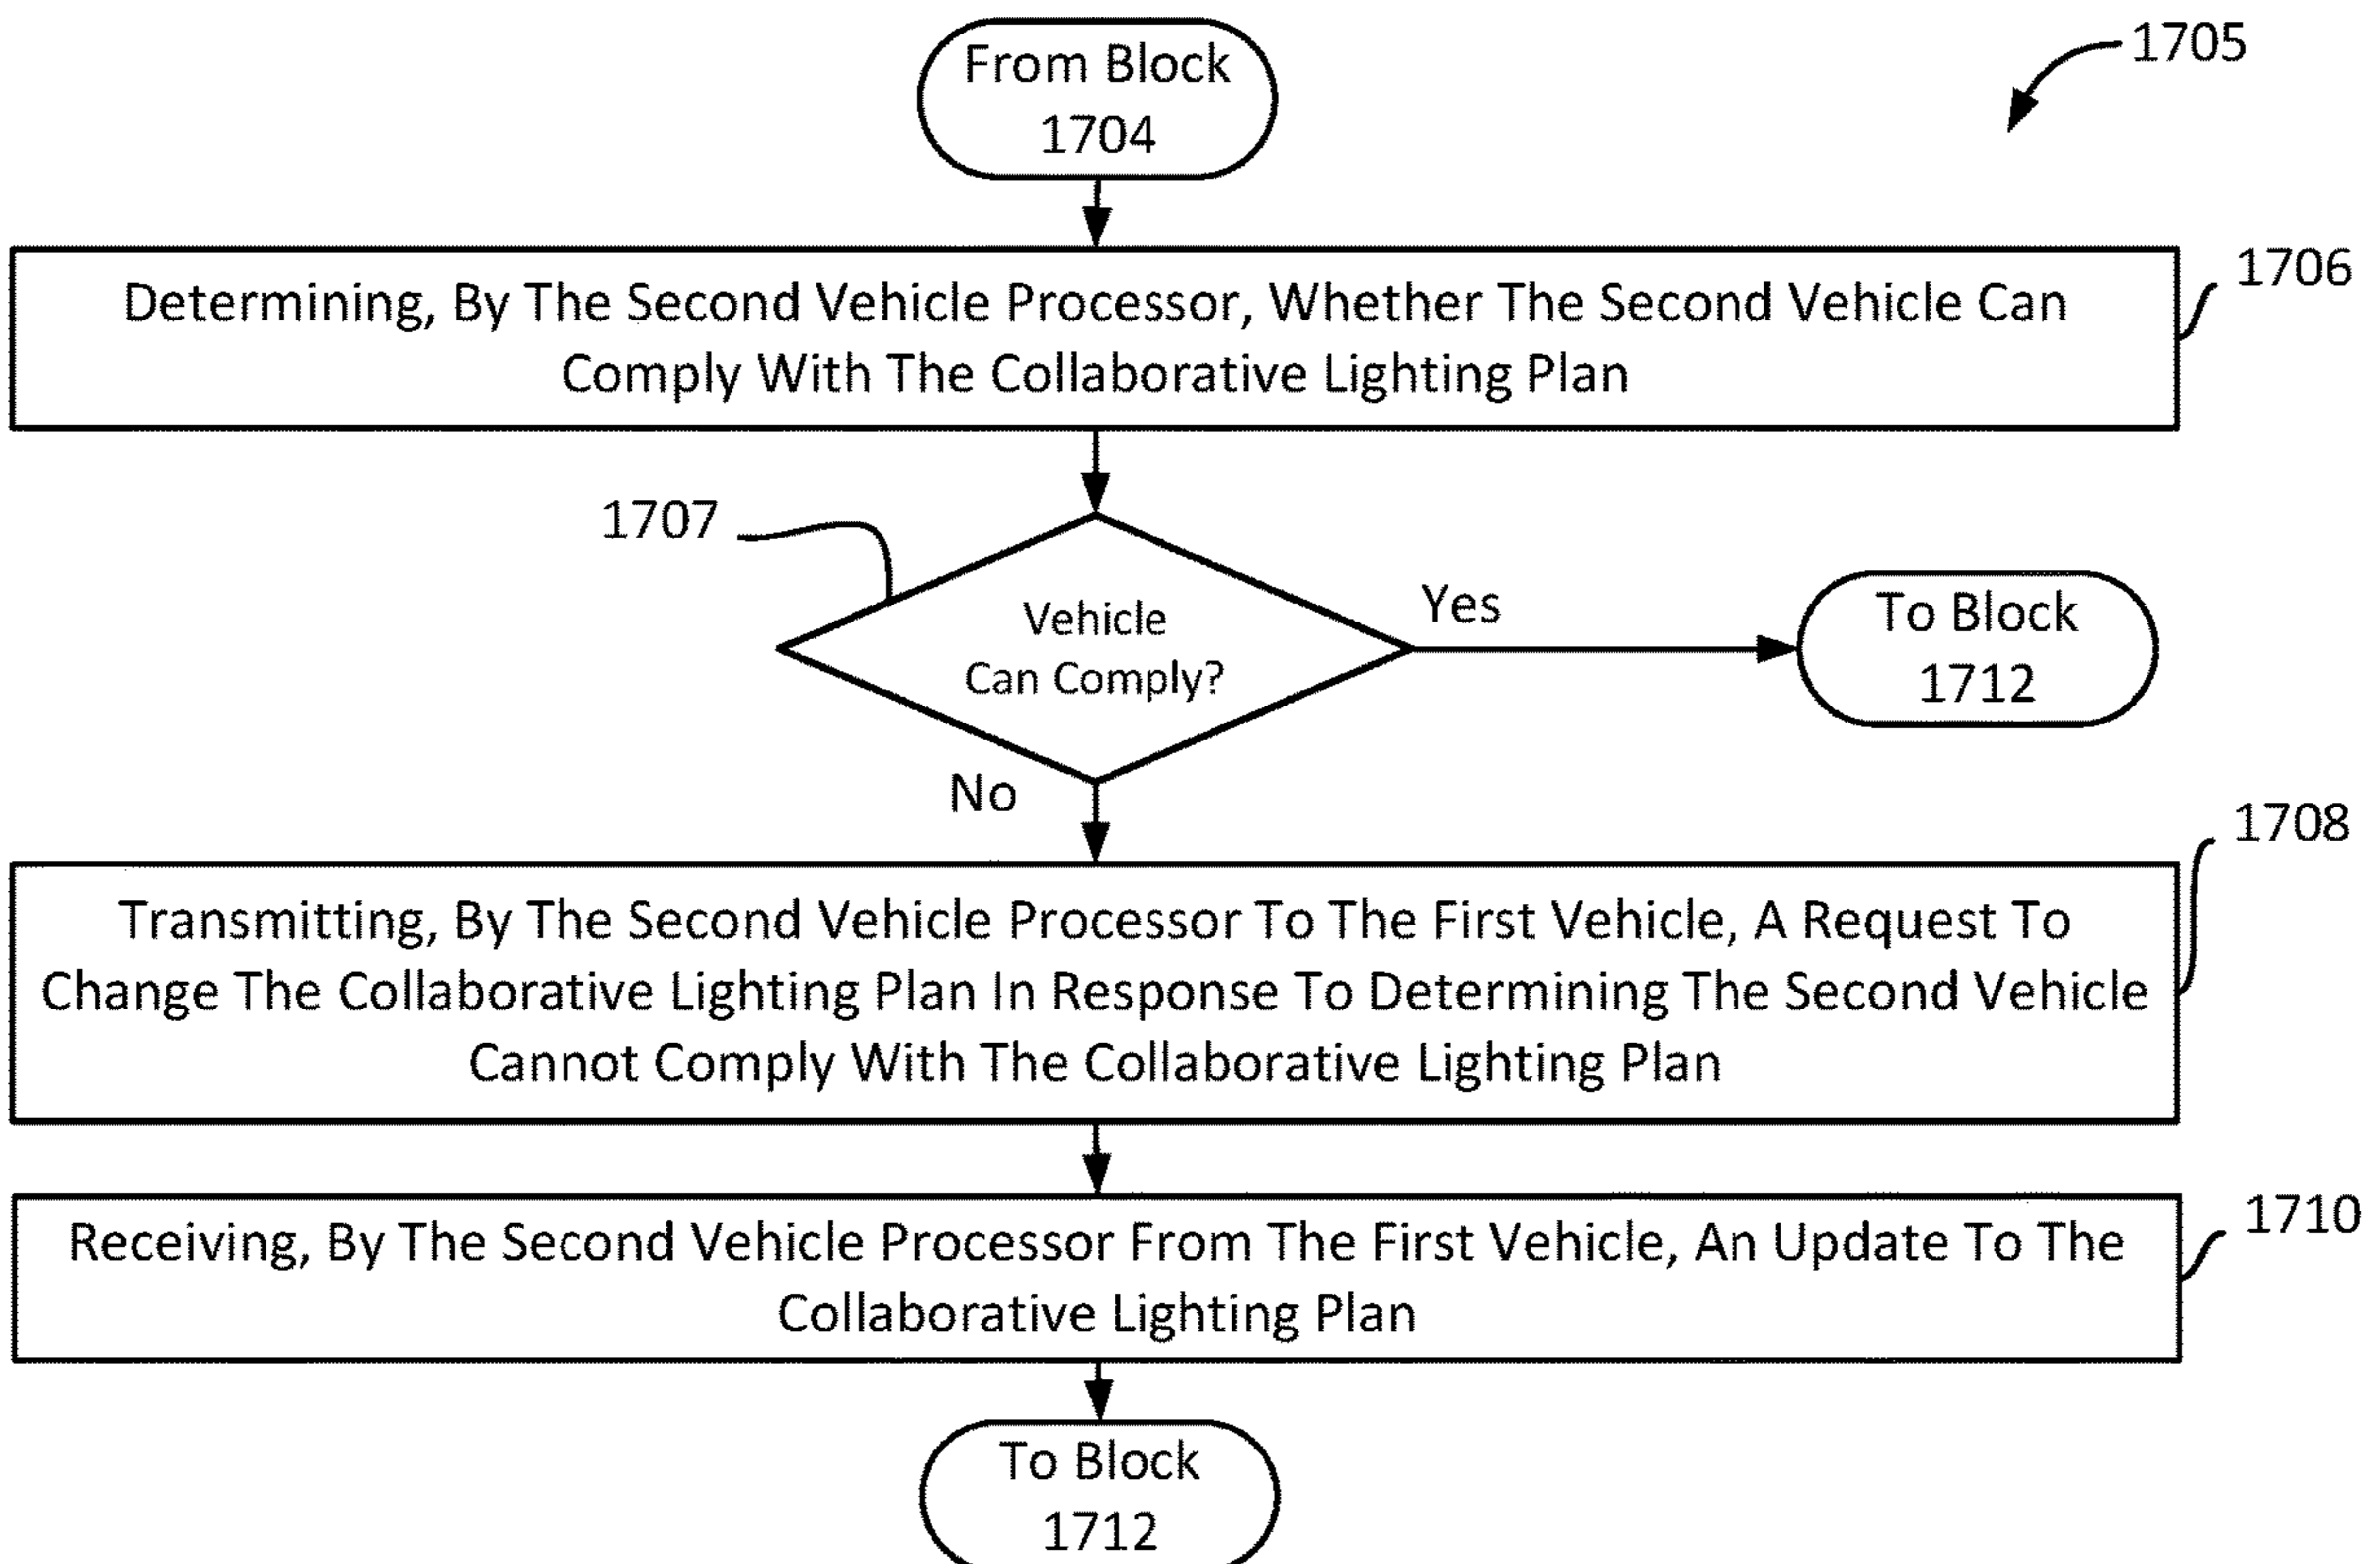 From Block
1704
1705
Determining, By The Second Vehicle Processor, Whether The Second Vehicle Can
Comply With The Collaborative Lighting Plan
1706
1707
Vehicle
Can Comply?
Yes
To Block
1712
No
1708
Transmitting, By The Second Vehicle Processor To The First Vehicle, A Request To
Change The Collaborative Lighting Plan In Response To Determining The Second Vehicle
Cannot Comply With The Collaborative Lighting Plan
1710
Receiving, By The Second Vehicle Processor From The First Vehicle, An Update To The
Collaborative Lighting Plan
To Block
1712